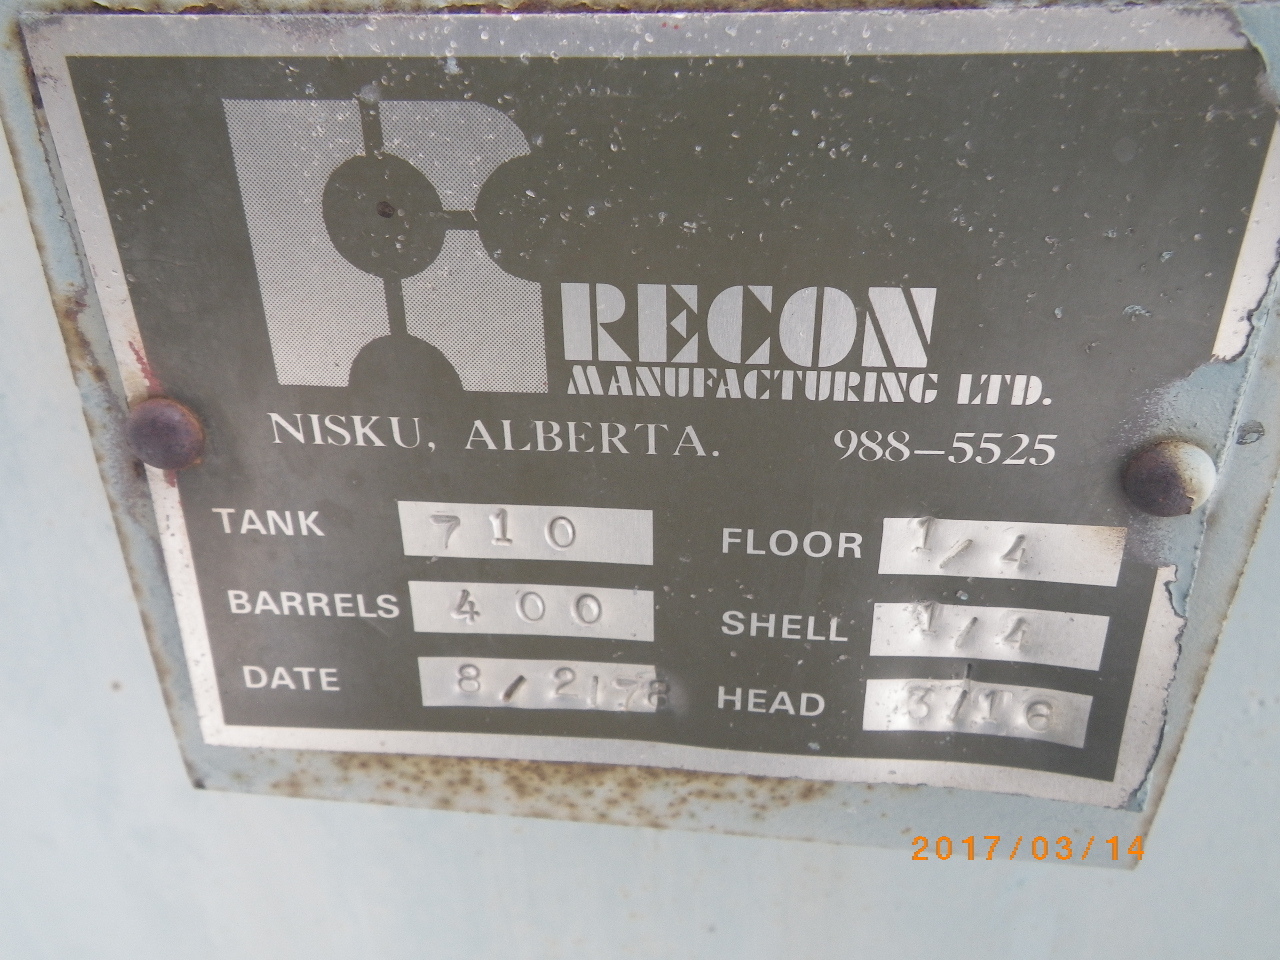 RECON
MANUFACTURING LTD.
NISKU, ALBERTA. 988-5525
TANK 710 FLOOR 1/4
BARRELS 400 SHELL 1/4
DATE 8/2/78 HEAD 3/16
2017/03/14